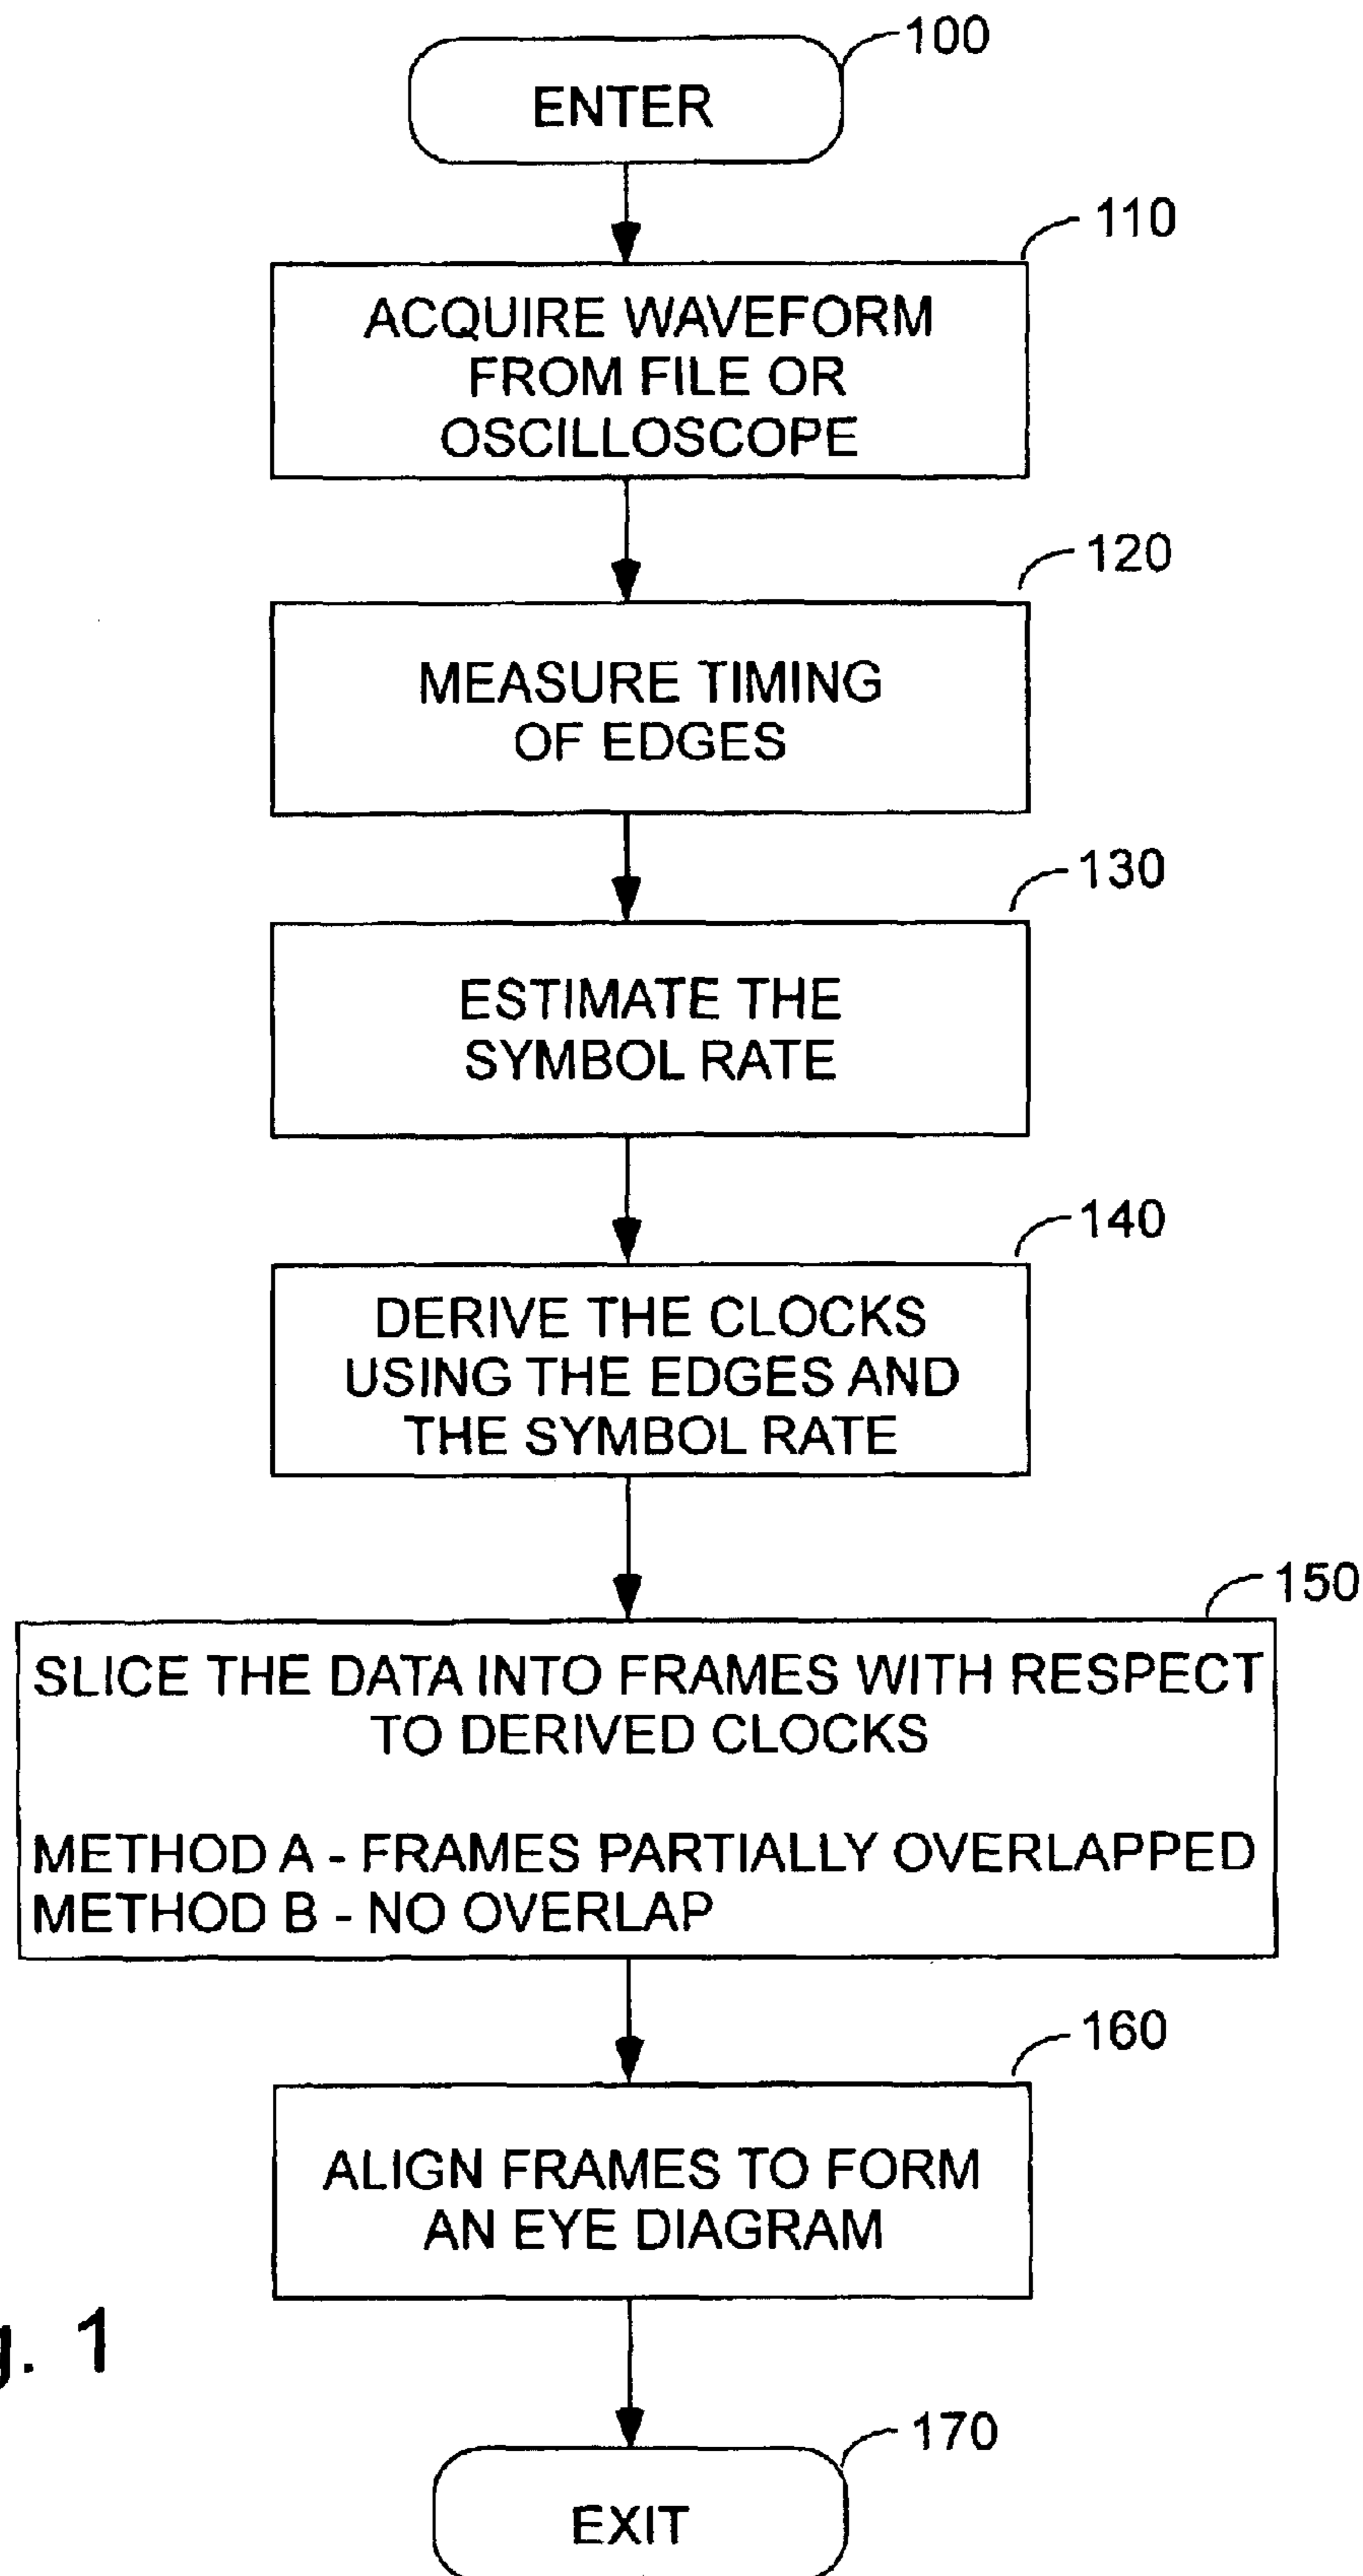 100
ENTER
110
ACQUIRE WAVEFORM
FROM FILE OR
OSCILLOSCOPE
120
MEASURE TIMING
OF EDGES
130
ESTIMATE THE
SYMBOL RATE
140
DERIVE THE CLOCKS
USING THE EDGES AND
THE SYMBOL RATE
150
SLICE THE DATA INTO FRAMES WITH RESPECT
TO DERIVED CLOCKS
METHOD A - FRAMES PARTIALLY OVERLAPPED
METHOD B - NO OVERLAP
160
ALIGN FRAMES TO FORM
AN EYE DIAGRAM
g. 1
170
EXIT